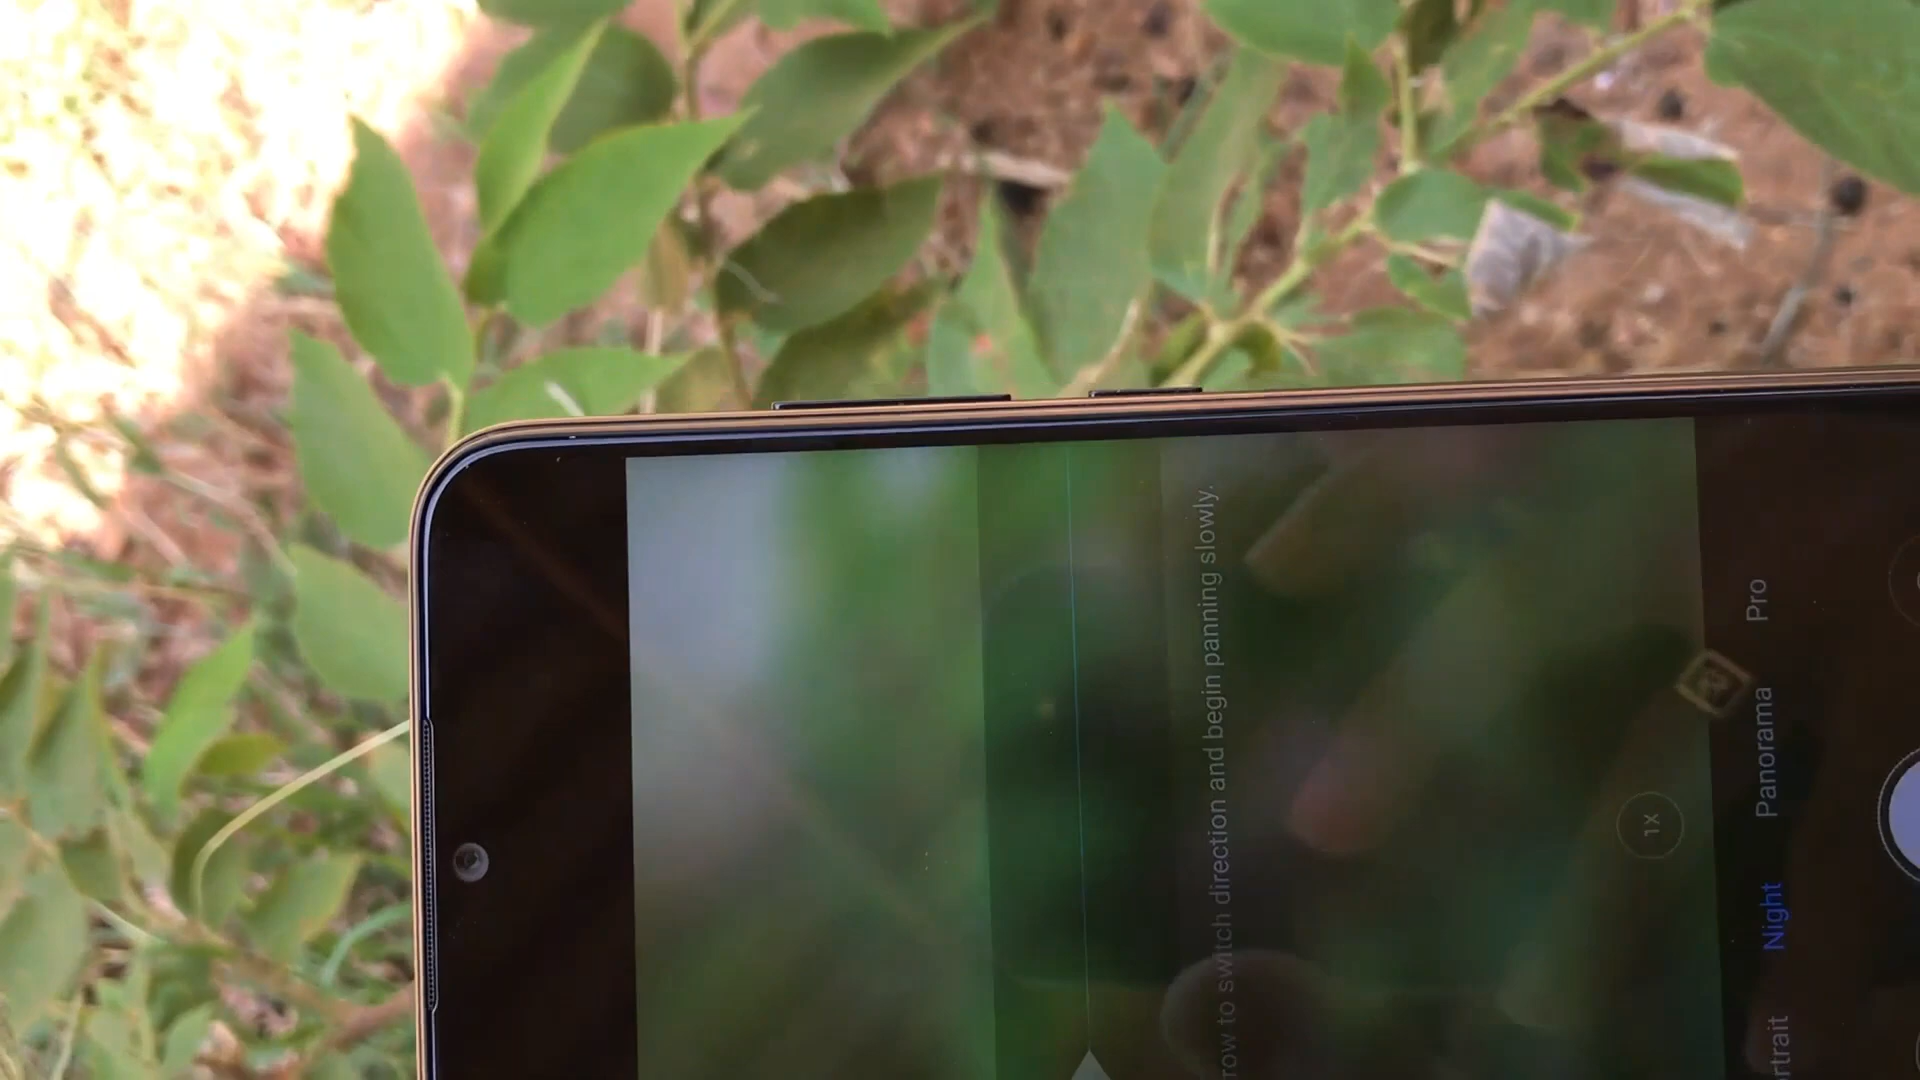 row to switch direction and begin panning slowly.
1X
rtrait
Night
Panorama
Pro